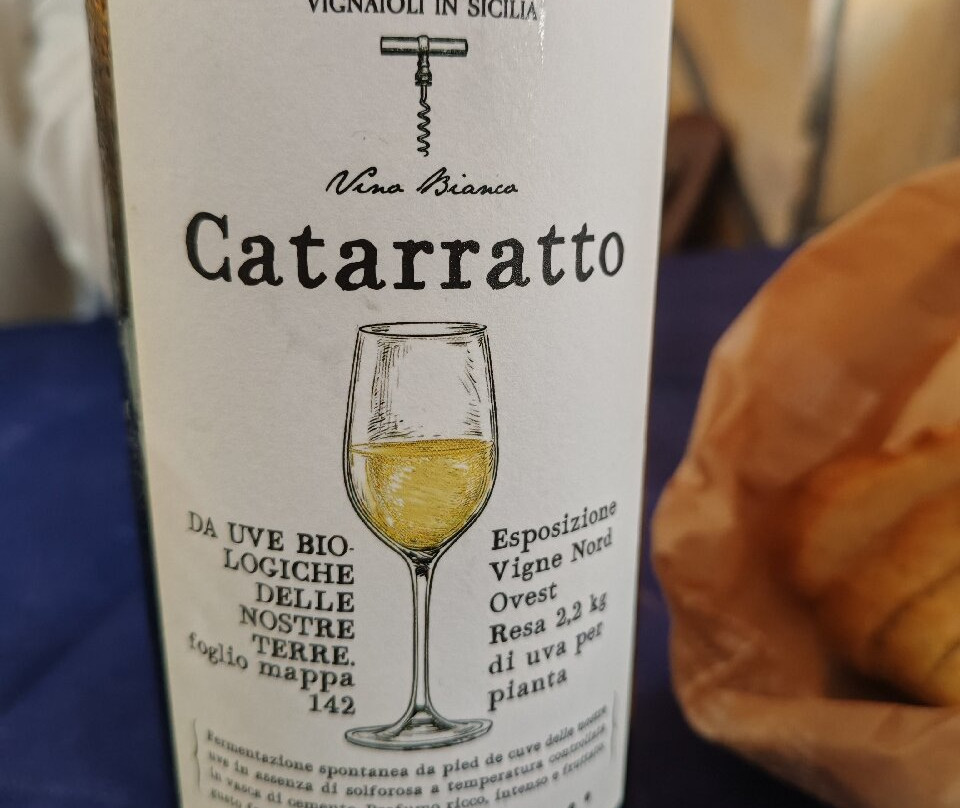 VIGNAIOLI IN SICILIA
Vino Bianco
Catarratto
DA UVE BIO-
LOGICHE
DELLE
NOSTRE
TERRE.
foglio mappa
142
Esposizione
Vigne Nord
Ovest
Resa 2,2 kg
di uva per
pianta
Fermentazione spontanea da pied de cuve delle nostre
uve in assenza di solforosa a temperatura controllata
in vasca di cemento. Profumo ricco, intenso e fruttato
gusto